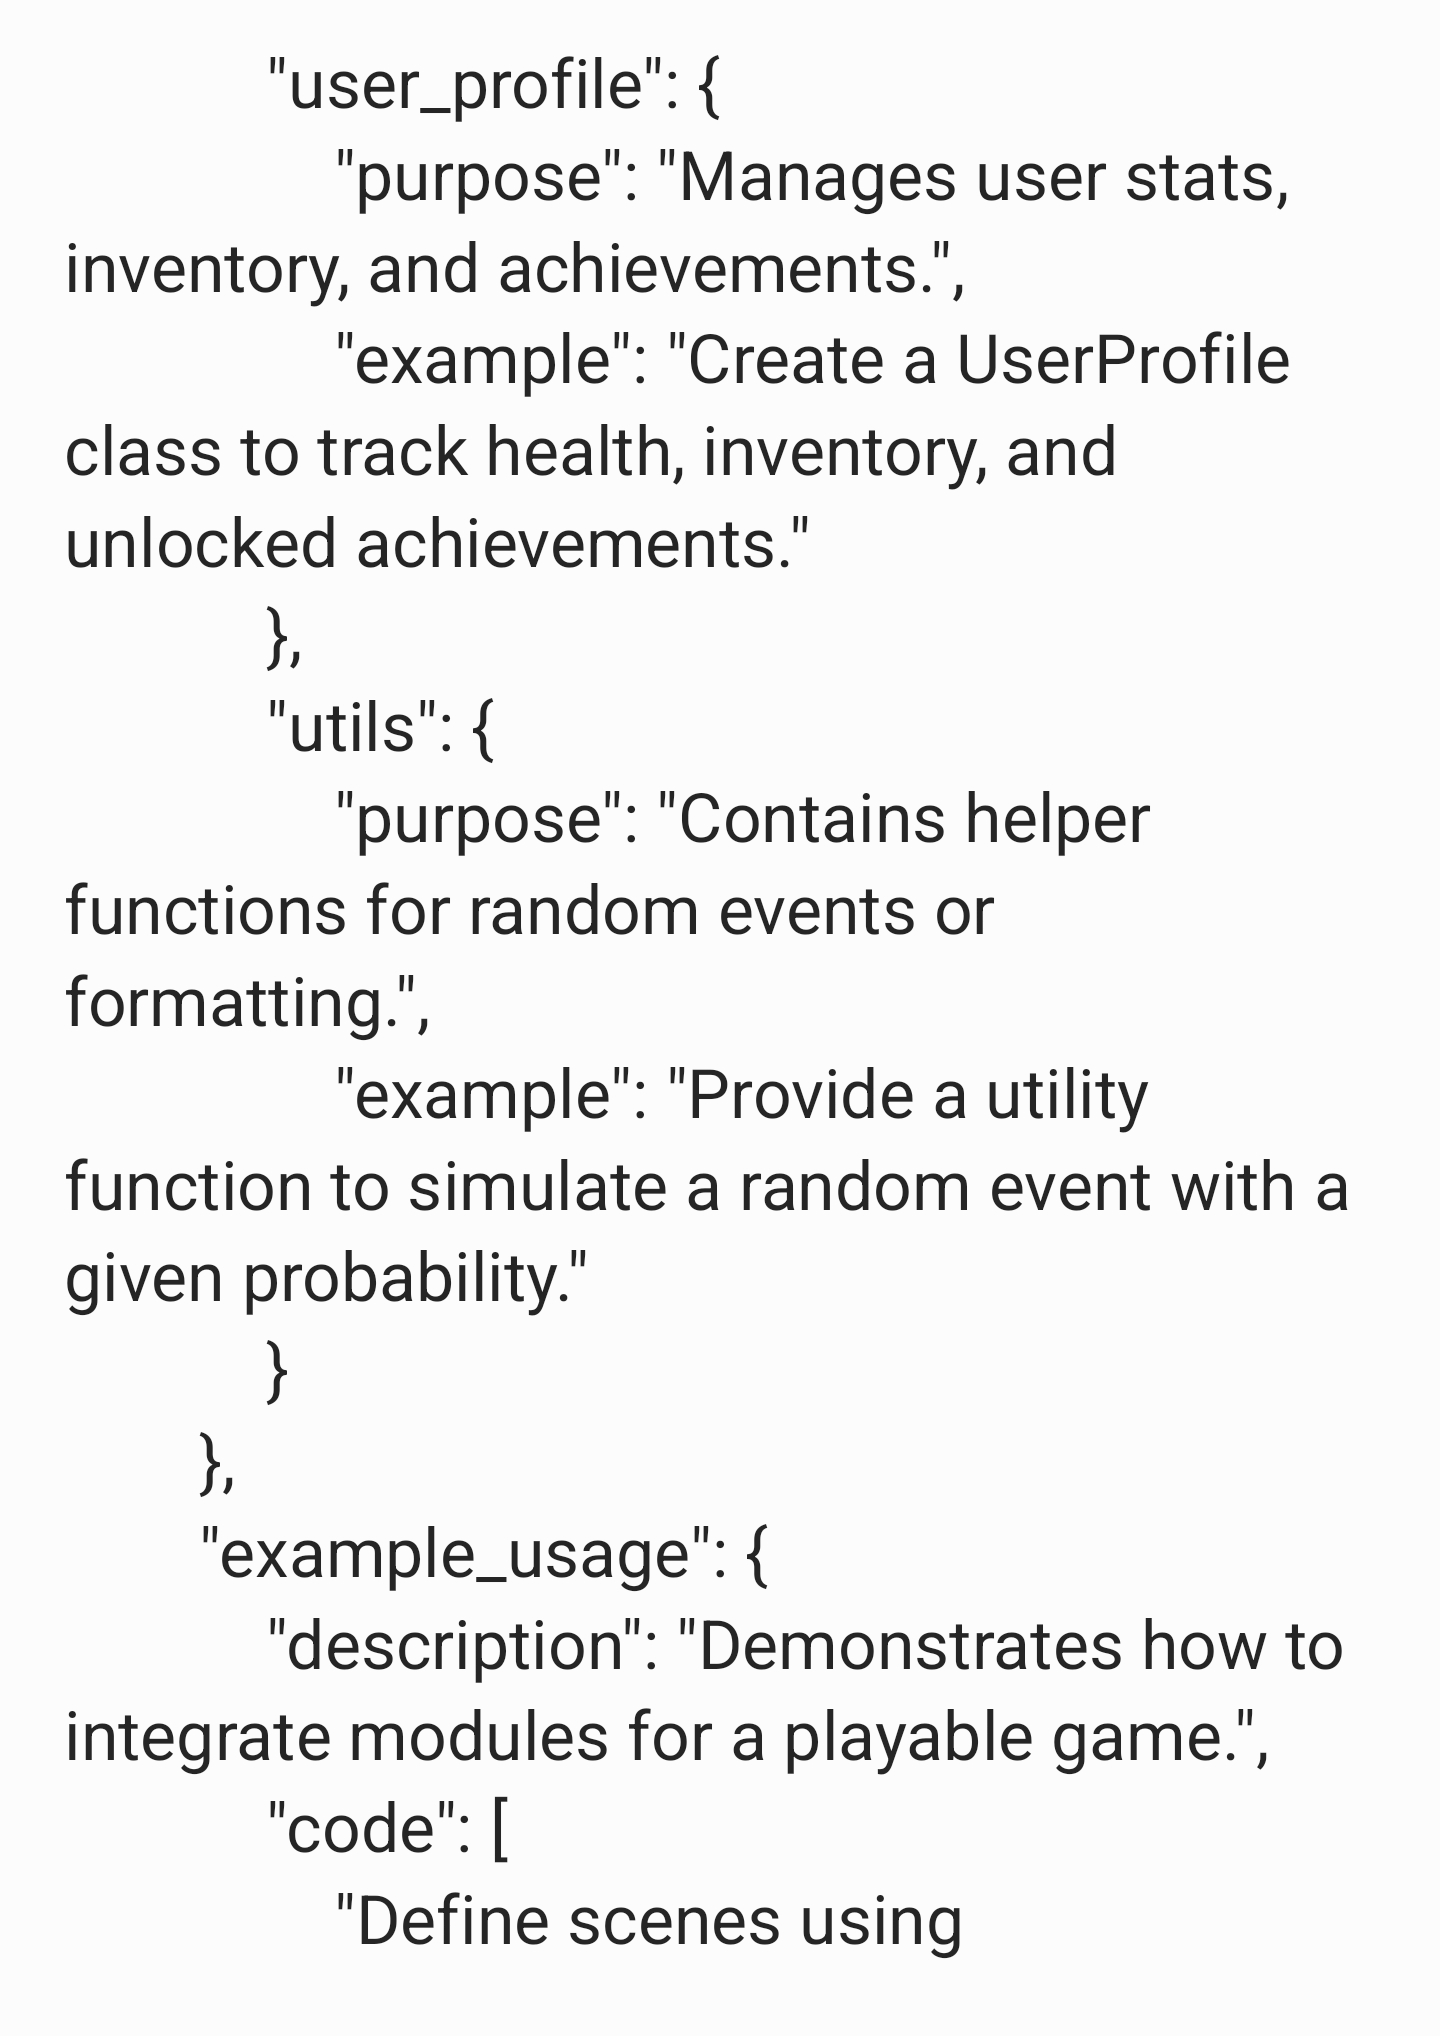 "user_profile": {
"purpose": "Manages user stats,
inventory, and achievements.",
"example": "Create a UserProfile
class to track health, inventory, and
unlocked achievements."
},
"utils": {
"purpose": "Contains helper
functions for random events or
formatting.",
"example": "Provide a utility
function to simulate a random event with a
given probability."
}
},
"example_usage": {
"description": "Demonstrates how to
integrate modules for a playable game.",
"code": [
"Define scenes using